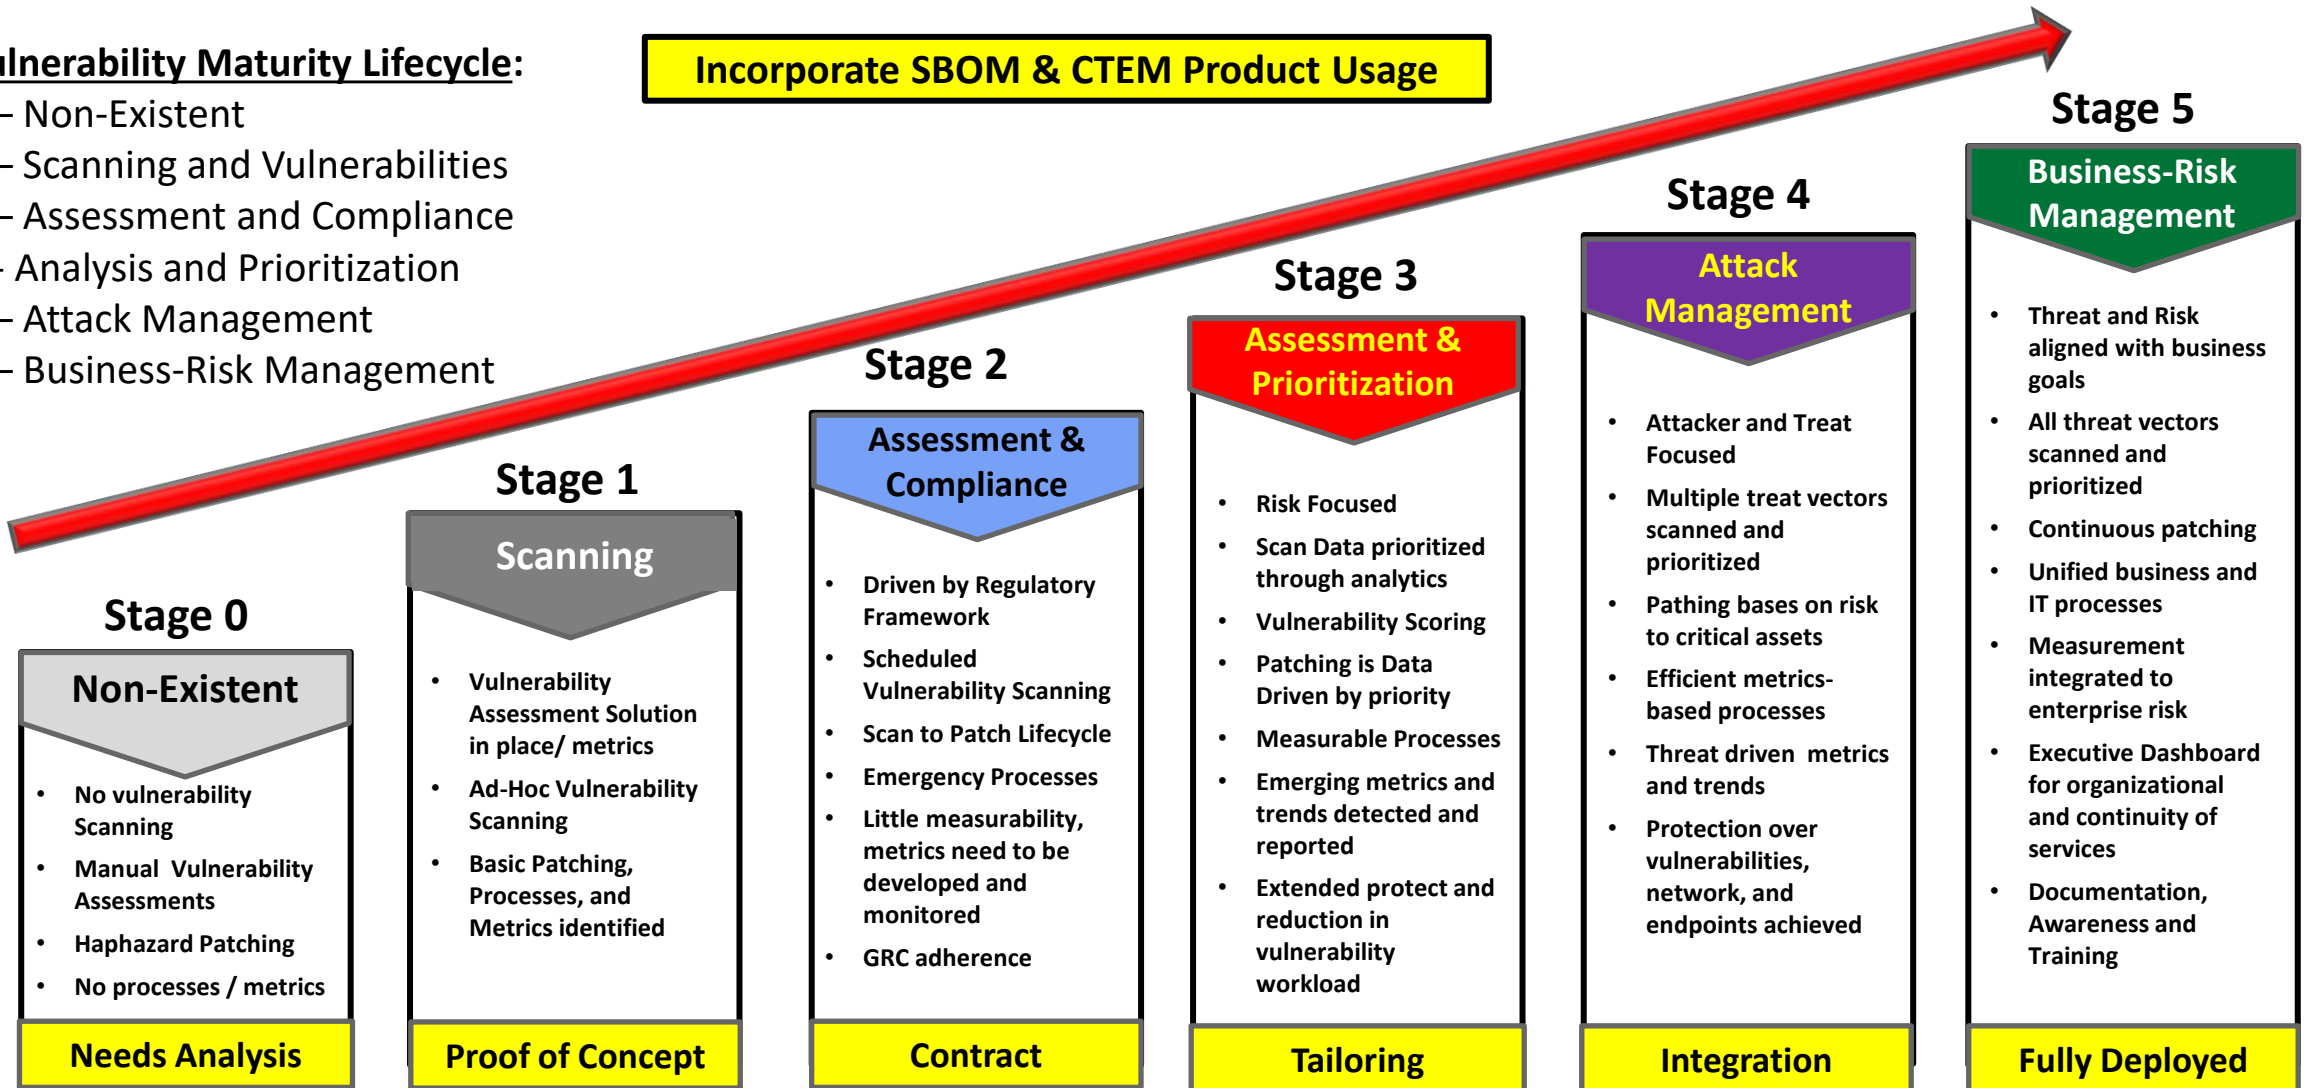 ulnerability Maturity Lifecycle:
– Non-Existent
– Scanning and Vulnerabilities
– Assessment and Compliance
- Analysis and Prioritization
– Attack Management
– Business-Risk Management
Incorporate SBOM & CTEM Product Usage
Stage 0
Non-Existent
• No vulnerability
Scanning
• Manual Vulnerability
Assessments
• Haphazard Patching
• No processes / metrics
Needs Analysis
Stage 1
Scanning
• Vulnerability
Assessment Solution
in place/ metrics
• Ad-Hoc Vulnerability
Scanning
• Basic Patching,
Processes, and
Metrics identified
Proof of Concept
Stage 2
Assessment &
Compliance
• Driven by Regulatory
Framework
• Scheduled
Vulnerability Scanning
• Scan to Patch Lifecycle
• Emergency Processes
• Little measurability,
metrics need to be
developed and
monitored
• GRC adherence
Contract
Stage 3
Assessment &
Prioritization
• Risk Focused
• Scan Data prioritized
through analytics
• Vulnerability Scoring
• Patching is Data
Driven by priority
• Measurable Processes
• Emerging metrics and
trends detected and
reported
• Extended protect and
reduction in
vulnerability
workload
Tailoring
Stage 4
Attack
Management
• Attacker and Treat
Focused
• Multiple treat vectors
scanned and
prioritized
• Pathing bases on risk
to critical assets
• Efficient metrics-
based processes
• Threat driven metrics
and trends
• Protection over
vulnerabilities,
network, and
endpoints achieved
Integration
Stage 5
Business-Risk
Management
• Threat and Risk
aligned with business
goals
• All threat vectors
scanned and
prioritized
• Continuous patching
• Unified business and
IT processes
• Measurement
integrated to
enterprise risk
• Executive Dashboard
for organizational
and continuity of
services
• Documentation,
Awareness and
Training
Fully Deployed